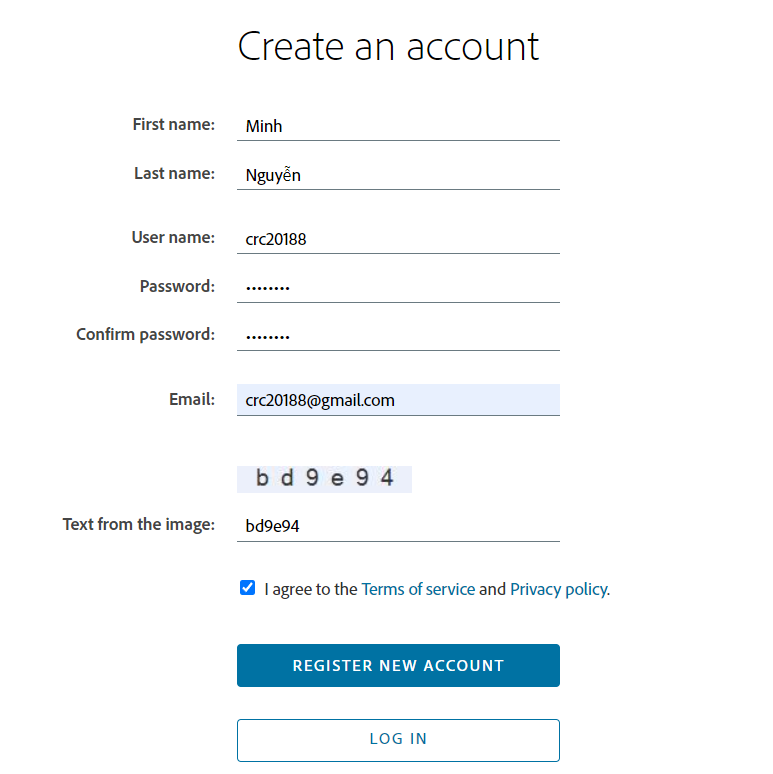 Create an account
First name: Minh
Last name: Nguyễn
User name: crc20188
Password: ••••••••
Confirm password: ••••••••
Email: crc20188@gmail.com
b d 9 e 9 4
Text from the image: bd9e94
I agree to the Terms of service and Privacy policy.
REGISTER NEW ACCOUNT
LOG IN